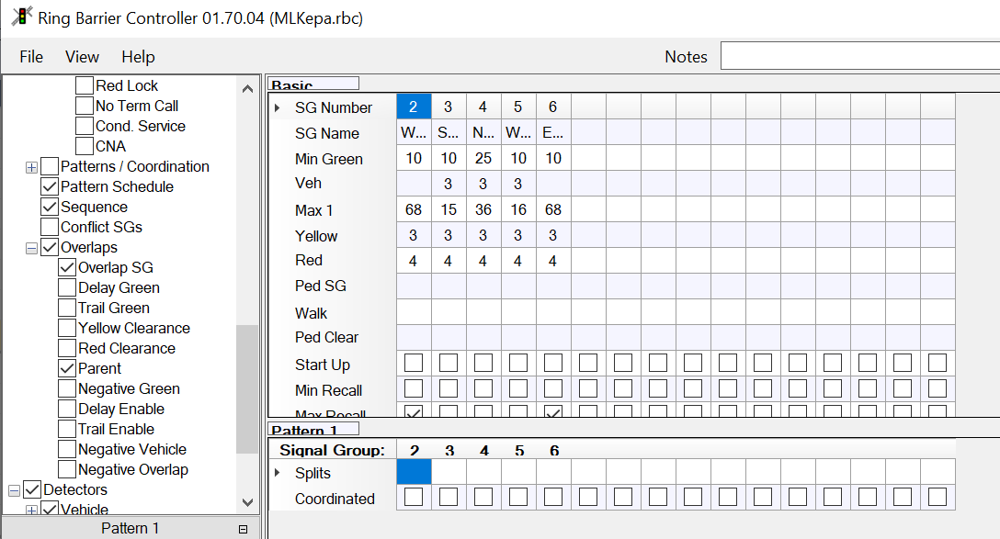 Ring Barrier Controller 01.70.04 (MLKepa.rbc)
File View Help Notes
Red Lock
No Term Call
Cond. Service
CNA
Patterns / Coordination
Pattern Schedule
Sequence
Conflict SGs
Overlaps
Overlap SG
Delay Green
Trail Green
Yellow Clearance
Red Clearance
Parent
Negative Green
Delay Enable
Trail Enable
Negative Vehicle
Negative Overlap
Detectors
Vehicle
Pattern 1
Basic
SG Number 2 3 4 5 6
SG Name W... S... N... W... E...
Min Green 10 10 25 10 10
Veh 3 3 3
Max 1 68 15 36 16 68
Yellow 3 3 3 3 3
Red 4 4 4 4 4
Ped SG
Walk
Ped Clear
Start Up
Min Recall
Max Recall
Pattern 1
Signal Group: 2 3 4 5 6
Splits
Coordinated